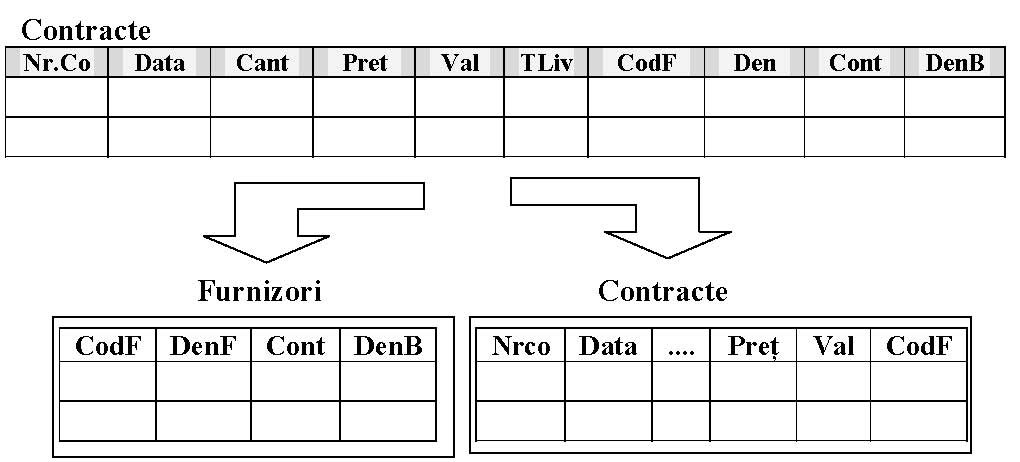 Contracte
Nr.Co Data Cant Pret Val TLiv CodF Den Cont DenB
Furnizori Contracte
CodF DenF Cont DenB Nrco Data .... Preț Val CodF